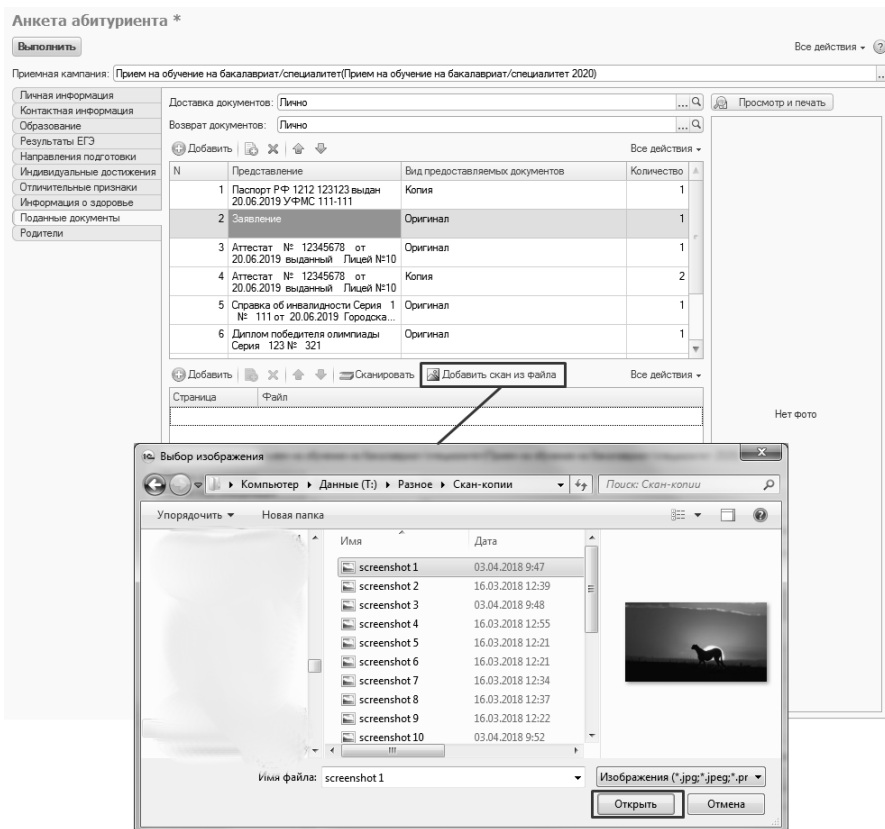 Анкета абитуриента *
Выполнить
Все действия
Приемная кампания: Прием на обучение на бакалавриат/специалитет(Прием на обучение на бакалавриат/специалитет 2020) ...
Личная информация
Контактная информация
Образование
Результаты ЕГЭ
Направления подготовки
Индивидуальные достижения
Отличительные признаки
Информация о здоровье
Поданные документы
Родители
Доставка документов: Лично ...
Возврат документов: Лично ...
Добавить
Все действия
N Представление Вид предоставляемых документов Количество
1 Паспорт РФ 1212 123123 выдан Копия 1
20.06.2019 УФМС 111-111
2 Заявление Оригинал 1
3 Аттестат № 12345678 от Оригинал 1
20.06.2019 выданный Лицей №10
4 Аттестат № 12345678 от Копия 2
20.06.2019 выданный Лицей №10
5 Справка об инвалидности Серия 1 Оригинал 1
№ 111 от 20.06.2019 Городска...
6 Диплом победителя олимпиады Оригинал 1
Серия 123 № 321
Добавить Сканировать Добавить скан из файла Все действия
Страница Файл
Просмотр и печать
Нет фото
Выбор изображения
Компьютер Данные (T:) Разное Скан-копии
Поиск: Скан-копии
Упорядочить Новая папка
Имя Дата
screenshot 1 03.04.2018 9:47
screenshot 2 16.03.2018 12:39
screenshot 3 03.04.2018 9:48
screenshot 4 16.03.2018 12:55
screenshot 5 16.03.2018 12:21
screenshot 6 16.03.2018 12:21
screenshot 7 16.03.2018 12:34
screenshot 8 16.03.2018 12:37
screenshot 9 16.03.2018 12:22
screenshot 10 03.04.2018 9:52
Имя файла: screenshot 1
Изображения (*.jpg;*.jpeg;*.pr
Открыть Отмена